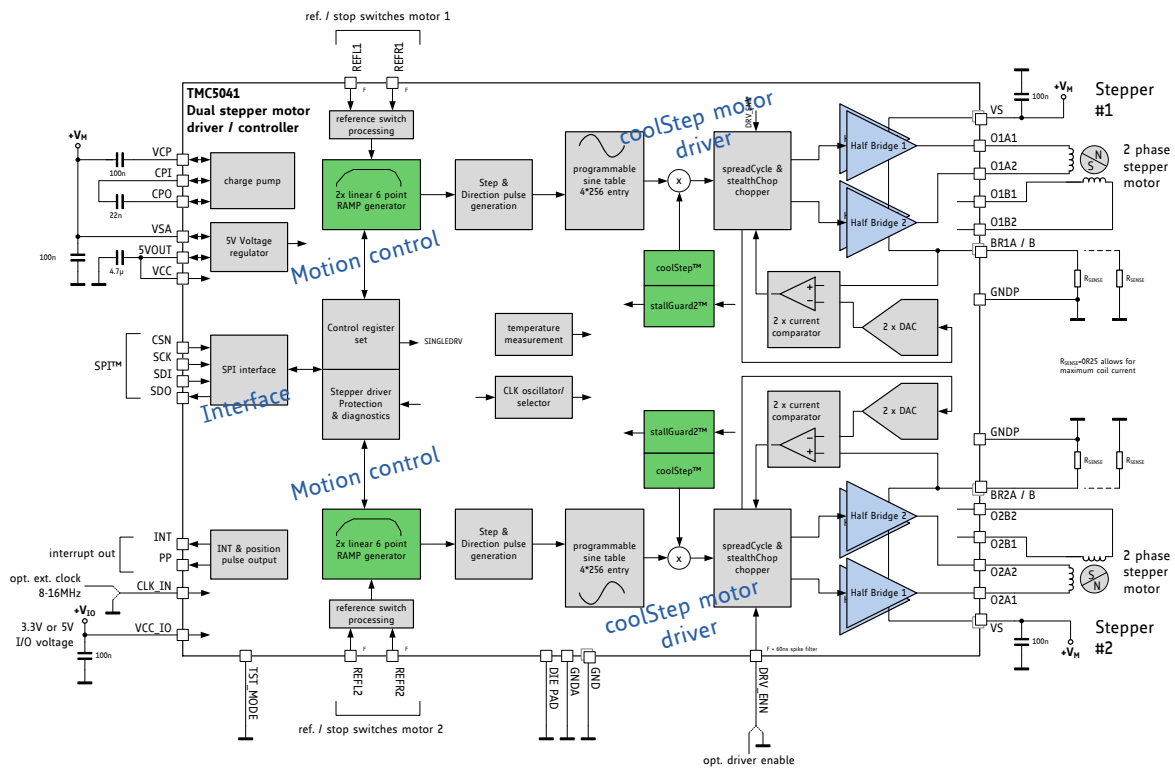 ref. / stop switches motor 1
REFL1
REFR1
F
F
TMC5041
Dual stepper motor
driver / controller
reference switch
processing
coolStep motor
driver
DRV_ENN
+VM
100n
VS
+VM
Stepper
#1
VCP
100n
CPI
CPO
22n
charge pump
2x linear 6 point
RAMP generator
Step &
Direction pulse
generation
programmable
sine table
4*256 entry
x
spreadCycle &
stealthChop
chopper
Half Bridge 1
Half Bridge 2
O1A1
O1A2
O1B1
O1B2
BR1A / B
N
S
2 phase
stepper
motor
VSA
5VOUT
VCC
100n
4.7µ
5V Voltage
regulator
Motion control
coolStep™
stallGuard2™
+
-
2 x current
comparator
2 x DAC
RSENSE
RSENSE
GNDP
SPI™
CSN
SCK
SDI
SDO
SPI interface
Interface
Control register
set
SINGLEDRV
Stepper driver
Protection
& diagnostics
temperature
measurement
CLK oscillator/
selector
RSENSE=0R25 allows for
maximum coil current
stallGuard2™
coolStep™
2 x current
comparator
+
-
2 x DAC
GNDP
RSENSE
RSENSE
BR2A / B
Motion control
interrupt out
INT
PP
INT & position
pulse output
2x linear 6 point
RAMP generator
Step &
Direction pulse
generation
programmable
sine table
4*256 entry
x
spreadCycle &
stealthChop
chopper
Half Bridge 2
Half Bridge 1
O2B2
O2B1
O2A2
O2A1
S
N
2 phase
stepper
motor
opt. ext. clock
8-16MHz
CLK_IN
+VIO
3.3V or 5V
I/O voltage
VCC_IO
100n
reference switch
processing
coolStep motor
driver
VS
100n
+VM
Stepper
#2
F
F
F = 60ns spike filter
TST_MODE
REFL2
REFR2
DIE PAD
GNDA
GND
DRV_ENN
ref. / stop switches motor 2
opt. driver enable